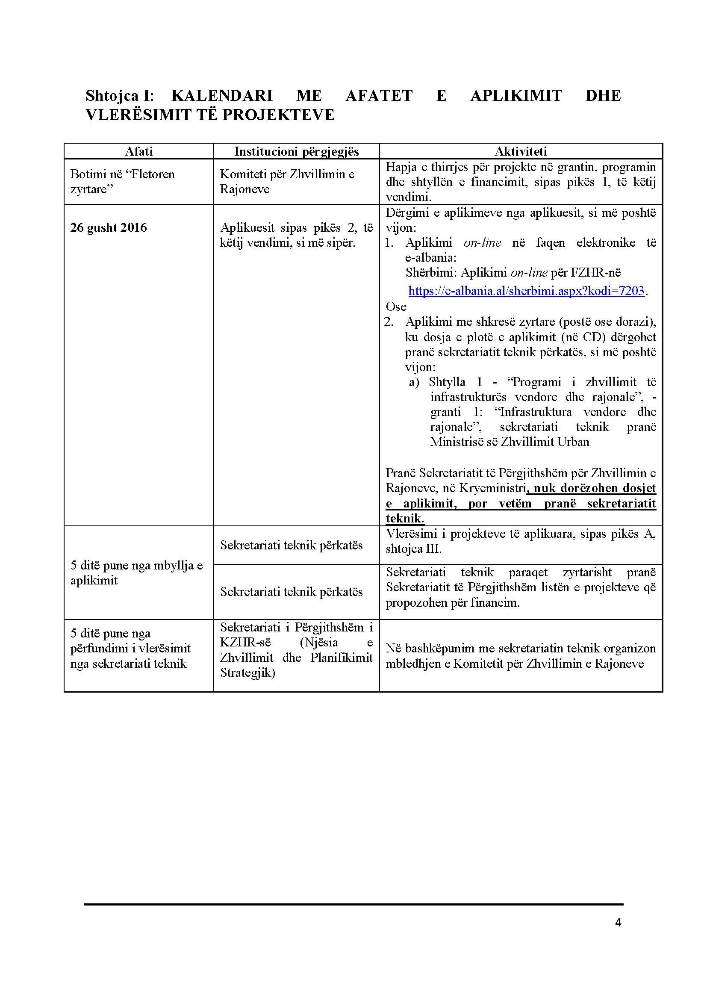 Shtojca I: KALENDARI ME AFATET E APLIKIMIT DHE
VLERËSIMIT TË PROJEKTEVE
Afati
Institucioni përgjegjës
Aktiviteti
Botimi në “Fletoren
zyrtare”
Komiteti për Zhvillimin e
Rajoneve
Hapja e thirrjes për projekte në grantin, programin
dhe shtyllën e financimit, sipas pikës 1, të këtij
vendimi.
26 gusht 2016
Aplikuesit sipas pikës 2, të
këtij vendimi, si më sipër.
Dërgimi e aplikimeve nga aplikuesit, si më poshtë
vijon:
1. Aplikimi on-line në faqen elektronike të
e-albania:
Shërbimi: Aplikimi on-line për FZHR-në
https://e-albania.al/sherbimi.aspx?kodi=7203.
Ose
2. Aplikimi me shkresë zyrtare (postë ose dorazi),
ku dosja e plotë e aplikimit (në CD) dërgohet
pranë sekretariatit teknik përkatës, si më poshtë
vijon:
a) Shtylla 1 - “Programi i zhvillimit të
infrastrukturës vendore dhe rajonale”, -
granti 1: “Infrastruktura vendore dhe
rajonale”, sekretariati teknik pranë
Ministrisë së Zhvillimit Urban
Pranë Sekretariatit të Përgjithshëm për Zhvillimin e
Rajoneve, në Kryeministri, nuk dorëzohen dosjet
e aplikimit, por vetëm pranë sekretariatit
teknik.
5 ditë pune nga mbyllja e
aplikimit
Sekretariati teknik përkatës
Vlerësimi i projekteve të aplikuara, sipas pikës A,
shtojca III.
Sekretariati teknik përkatës
Sekretariati teknik paraqet zyrtarisht pranë
Sekretariatit të Përgjithshëm listën e projekteve që
propozohen për financim.
5 ditë pune nga
përfundimi i vlerësimit
nga sekretariati teknik
Sekretariati i Përgjithshëm i
KZHR-së (Njësia e
Zhvillimit dhe Planifikimit
Strategjik)
Në bashkëpunim me sekretariatin teknik organizon
mbledhjen e Komitetit për Zhvillimin e Rajoneve
4